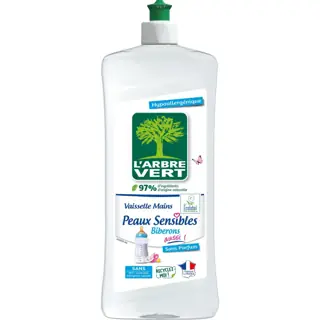 Hypoallergénique
L'ARBRE
VERT
97% d'ingrédients
d'origine naturelle
Vaisselle Mains
Peaux Sensibles
Biberons
aussi !
Sans Parfum
SANS
RECYCLEZ
MOI !